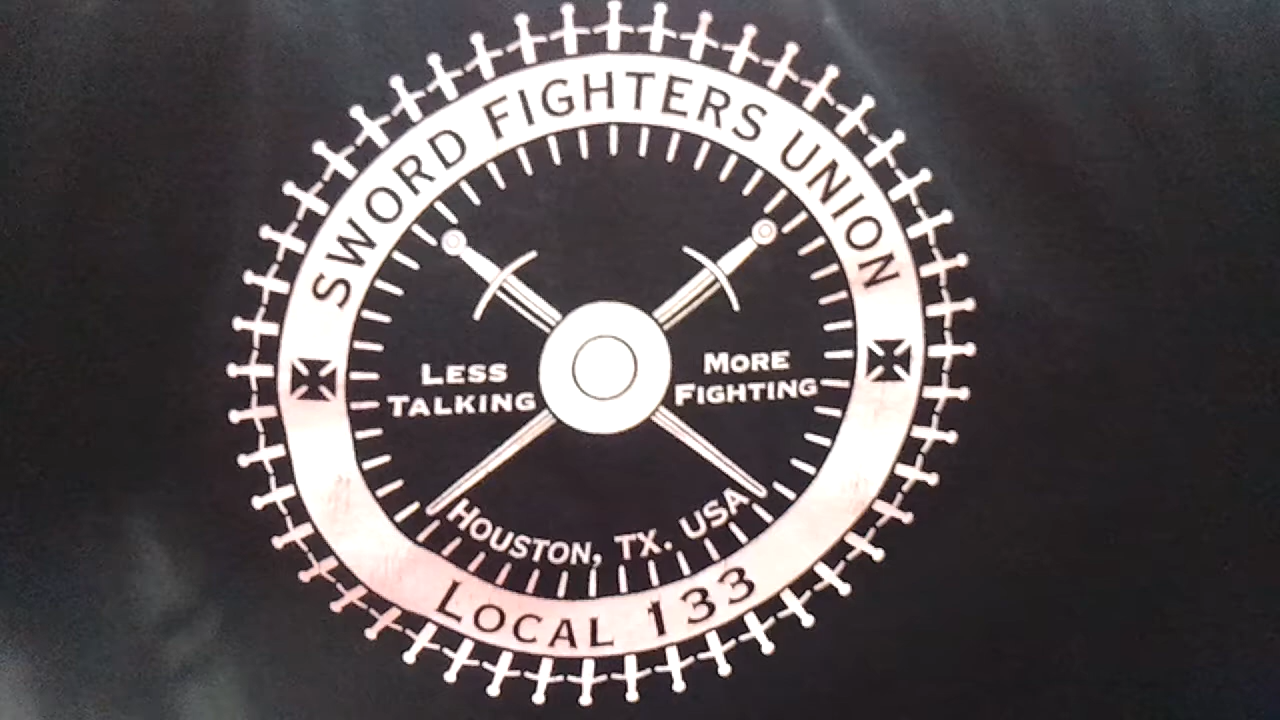 SWORD FIGHTERS UNION
LESS
TALKING
MORE
FIGHTING
HOUSTON, TX. USA
LOCAL 133